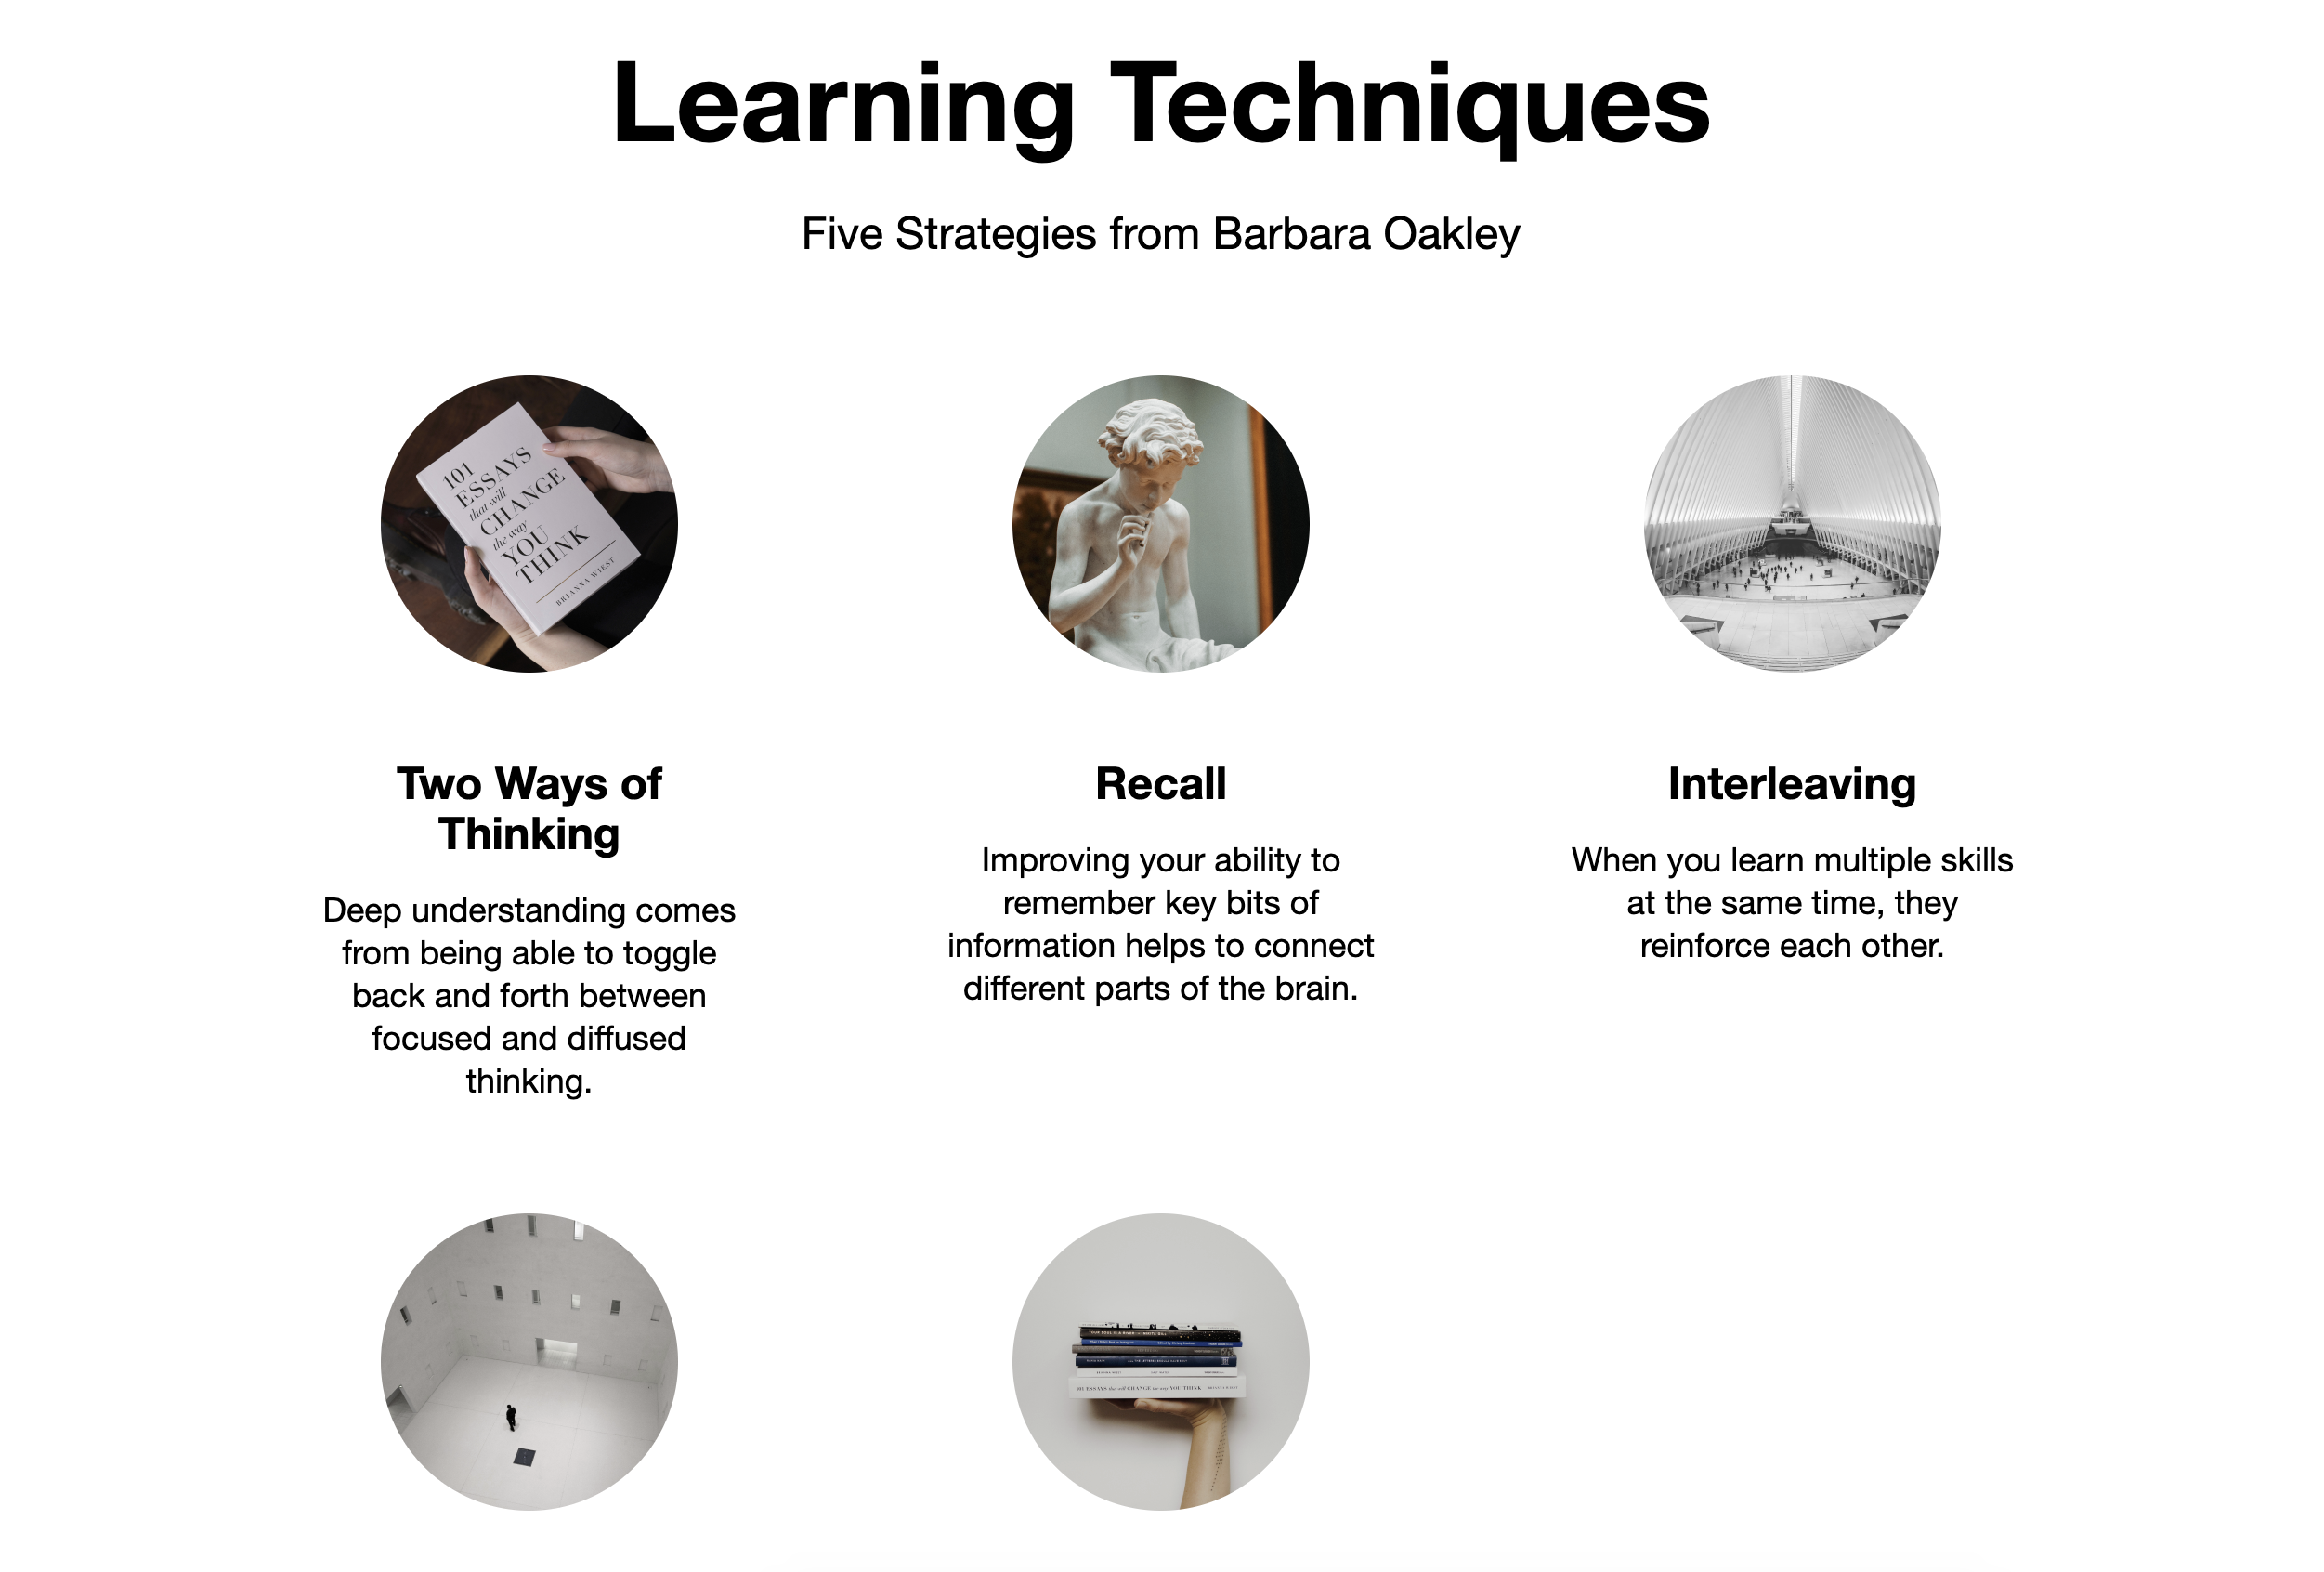 Learning Techniques
Five Strategies from Barbara Oakley
101
ESSAYS
that will
CHANGE
the way
YOU
THINK
BRIANNA WIEST
Two Ways of
Thinking
Deep understanding comes
from being able to toggle
back and forth between
focused and diffused
thinking.
Recall
Improving your ability to
remember key bits of
information helps to connect
different parts of the brain.
Interleaving
When you learn multiple skills
at the same time, they
reinforce each other.
101 ESSAYS that will CHANGE the way YOU THINK